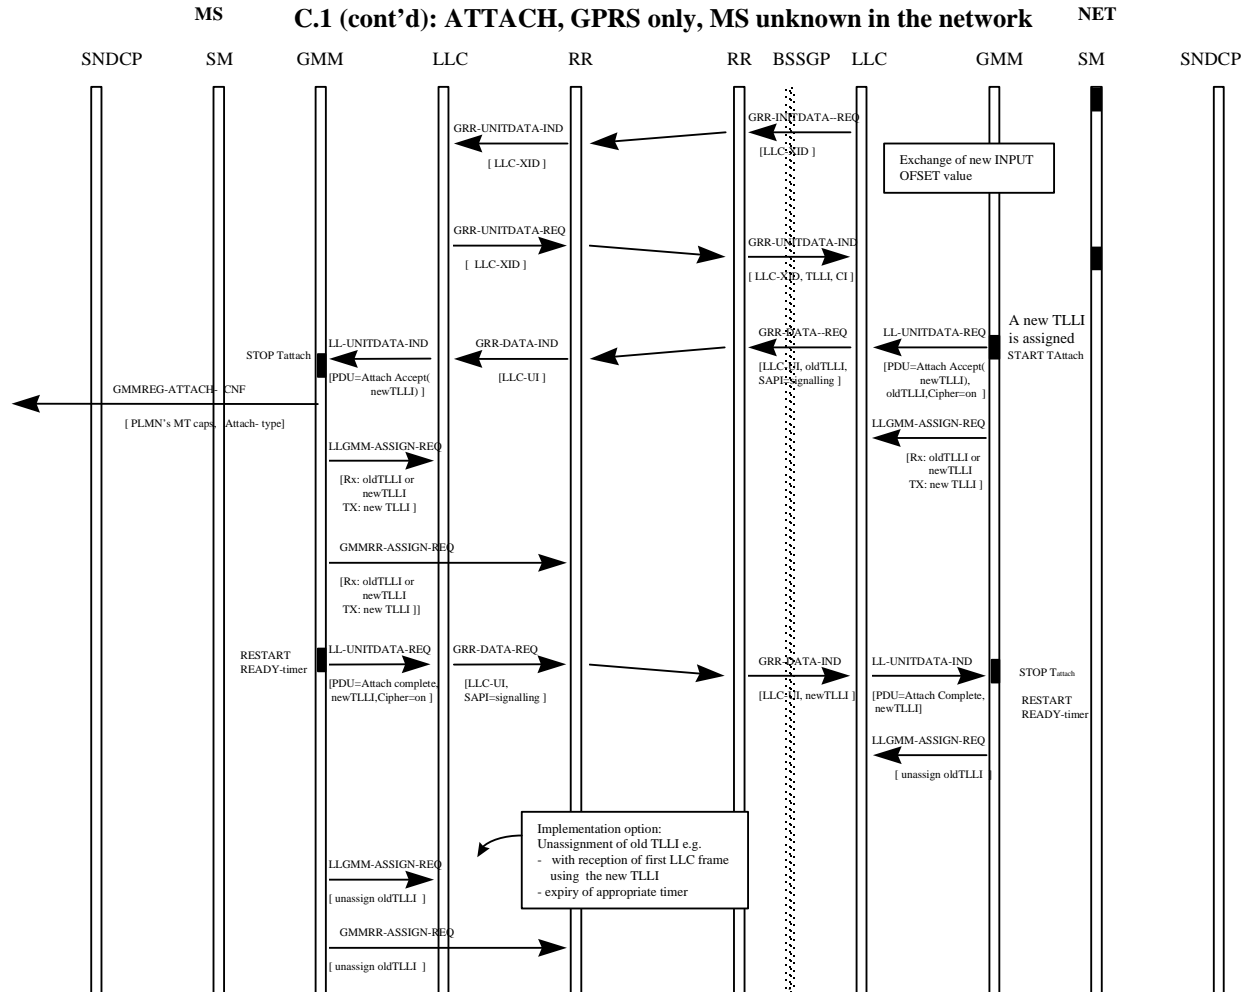 MS
C.1 (cont’d): ATTACH, GPRS only, MS unknown in the network
NET
SNDCP SM GMM LLC RR RR BSSGP LLC GMM SM SNDCP
GRR-UNITDATA-IND
[ LLC-XID ]
GRR-INITDATA--REQ
[LLC-XID ]
Exchange of new INPUT
OFSET value
GRR-UNITDATA-REQ
[ LLC-XID ]
GRR-UNITDATA-IND
[ LLC-XID, TLLI, CI ]
A new TLLI
is assigned
START TAttach
STOP Tattach
LL-UNITDATA-IND
[PDU=Attach Accept(
newTLLI) ]
GRR-DATA-IND
[LLC-UI ]
GRR-DATA--REQ
[LLC-UI, oldTLLI,
SAPI=signalling ]
LL-UNITDATA-REQ
[PDU=Attach Accept(
newTLLI),
oldTLLI,Cipher=on ]
GMMREG-ATTACH- CNF
[ PLMN’s MT caps, Attach- type]
LLGMM-ASSIGN-REQ
[Rx: oldTLLI or
newTLLI
TX: new TLLI ]
LLGMM-ASSIGN-REQ
[Rx: oldTLLI or
newTLLI
TX: new TLLI ]
GMMRR-ASSIGN-REQ
[Rx: oldTLLI or
newTLLI
TX: new TLLI ]]
RESTART
READY-timer
LL-UNITDATA-REQ
[PDU=Attach complete,
newTLLI,Cipher=on ]
GRR-DATA-REQ
[LLC-UI,
SAPI=signalling ]
GRR-DATA-IND
[LLC-UI, newTLLI ]
LL-UNITDATA-IND
[PDU=Attach Complete,
newTLLI]
STOP Tattach
RESTART
READY-timer
LLGMM-ASSIGN-REQ
[ unassign oldTLLI ]
Implementation option:
Unassignment of old TLLI e.g.
- with reception of first LLC frame
using the new TLLI
- expiry of appropriate timer
LLGMM-ASSIGN-REQ
[ unassign oldTLLI ]
GMMRR-ASSIGN-REQ
[ unassign oldTLLI ]